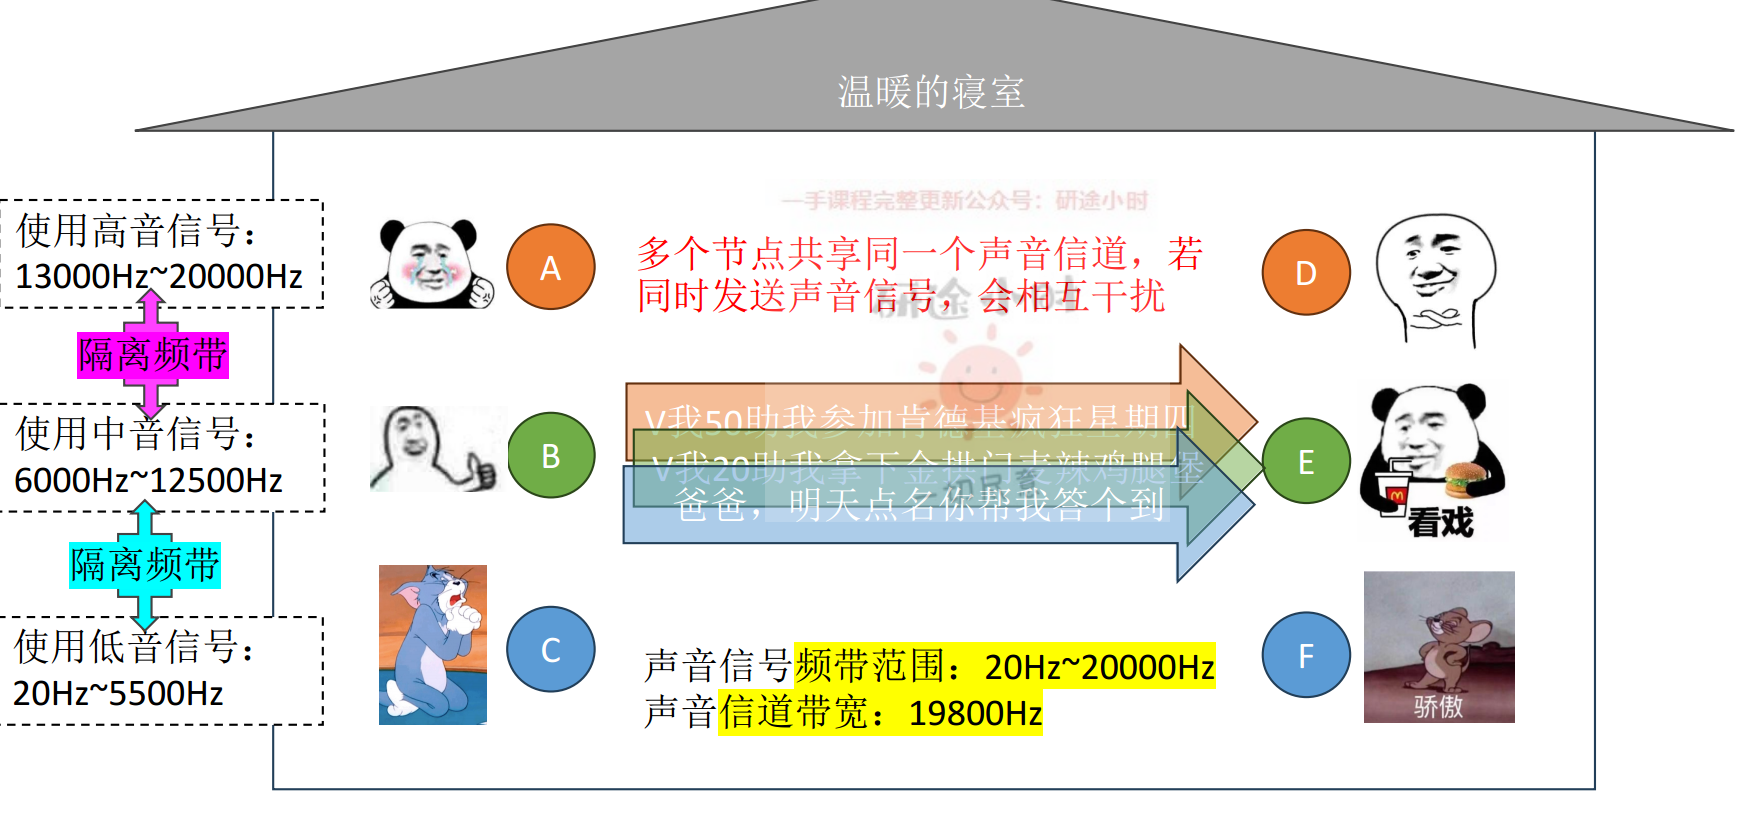 温暖的寝室
一手课程完整更新公众号：研途小时
使用高音信号：
13000Hz~20000Hz
A
多个节点共享同一个声音信道，若
同时发送声音信号，会相互干扰
研途小时
D
隔离频带
使用中音信号：
6000Hz~12500Hz
B
V我50助我参加肯德基疯狂星期四
V我20助我拿下金拱门麦辣鸡腿堡
爸爸，明天点名你帮我答个到
E
看戏
隔离频带
使用低音信号：
20Hz~5500Hz
C
声音信号频带范围：20Hz~20000Hz
声音信道带宽：19800Hz
F
骄傲